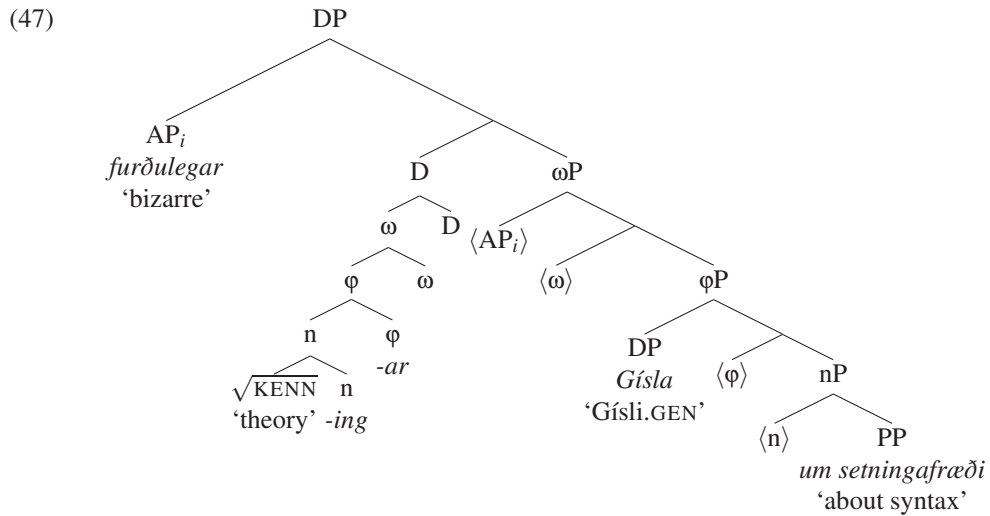 (47)
DP
AP_i
furðulegar
‘bizarre’
D ωP
ω D ⟨AP_i⟩
φ ω ⟨ω⟩ φP
n φ DP ⟨φ⟩ nP
-ar Gísla
‘Gísli.GEN’
√KENN n ⟨n⟩ PP
‘theory’ -ing um setningafræði
‘about syntax’